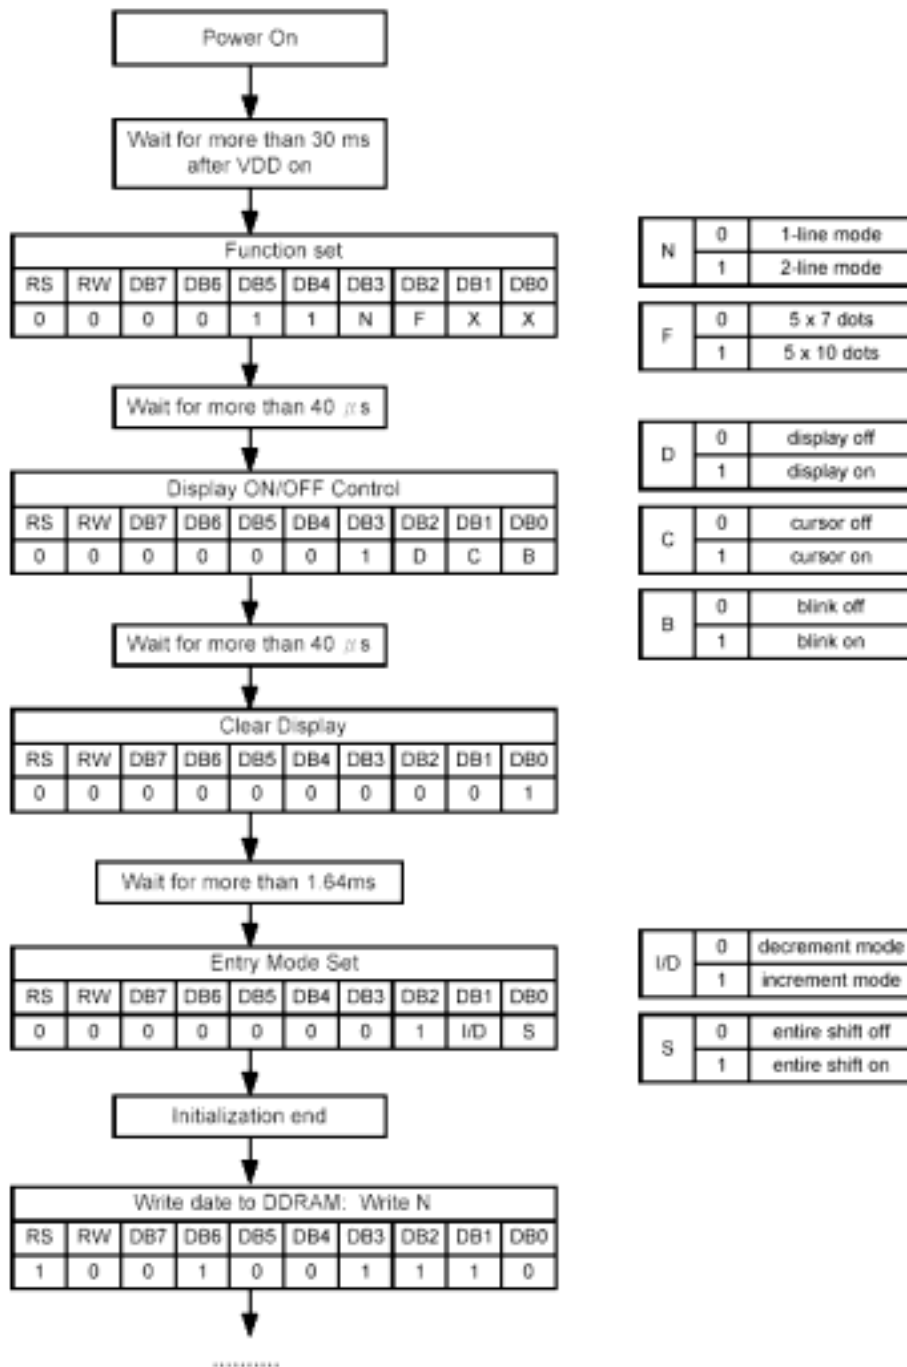 Power On
Wait for more than 30 ms
after VDD on
Function set
RS RW DB7 DB6 DB5 DB4 DB3 DB2 DB1 DB0
0 0 0 0 1 1 N F X X
N 0 1-line mode
1 2-line mode
F 0 5 x 7 dots
1 5 x 10 dots
Wait for more than 40 μs
Display ON/OFF Control
RS RW DB7 DB6 DB5 DB4 DB3 DB2 DB1 DB0
0 0 0 0 0 0 1 D C B
D 0 display off
1 display on
C 0 cursor off
1 cursor on
B 0 blink off
1 blink on
Wait for more than 40 μs
Clear Display
RS RW DB7 DB6 DB5 DB4 DB3 DB2 DB1 DB0
0 0 0 0 0 0 0 0 0 1
Wait for more than 1.64ms
Entry Mode Set
RS RW DB7 DB6 DB5 DB4 DB3 DB2 DB1 DB0
0 0 0 0 0 0 0 1 I/D S
I/D 0 decrement mode
1 increment mode
S 0 entire shift off
1 entire shift on
Initialization end
Write date to DDRAM: Write N
RS RW DB7 DB6 DB5 DB4 DB3 DB2 DB1 DB0
1 0 0 1 0 0 1 1 1 0
..........